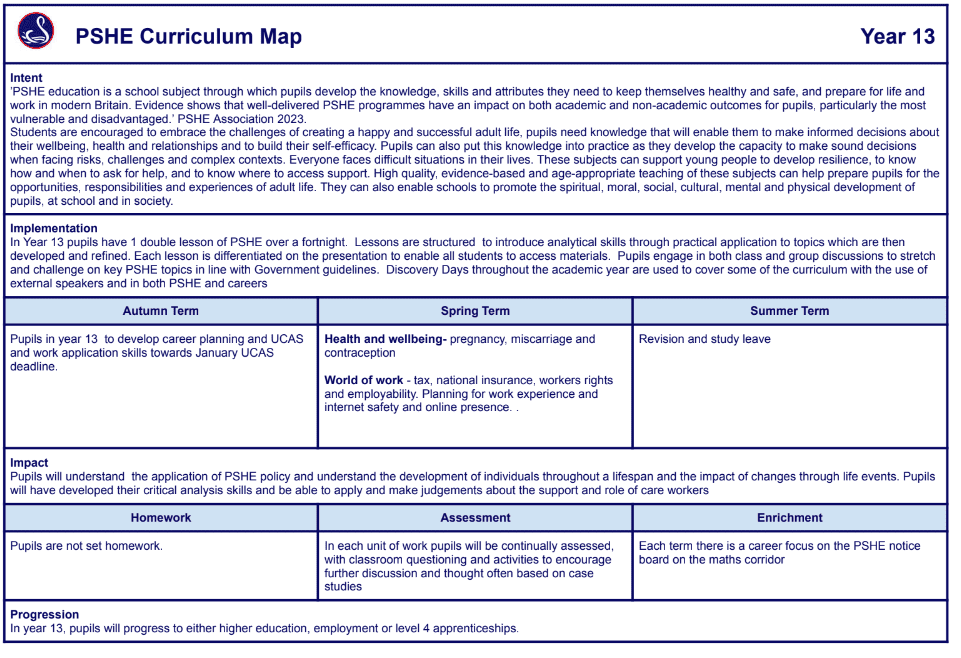 PSHE Curriculum Map
Year 13
Intent
'PSHE education is a school subject through which pupils develop the knowledge, skills and attributes they need to keep themselves healthy and safe, and prepare for life and
work in modern Britain. Evidence shows that well-delivered PSHE programmes have an impact on both academic and non-academic outcomes for pupils, particularly the most
vulnerable and disadvantaged.' PSHE Association 2023.
Students are encouraged to embrace the challenges of creating a happy and successful adult life, pupils need knowledge that will enable them to make informed decisions about
their wellbeing, health and relationships and to build their self-efficacy. Pupils can also put this knowledge into practice as they develop the capacity to make sound decisions
when facing risks, challenges and complex contexts. Everyone faces difficult situations in their lives. These subjects can support young people to develop resilience, to know
how and when to ask for help, and to know where to access support. High quality, evidence-based and age-appropriate teaching of these subjects can help prepare pupils for the
opportunities, responsibilities and experiences of adult life. They can also enable schools to promote the spiritual, moral, social, cultural, mental and physical development of
pupils, at school and in society.
Implementation
In Year 13 pupils have 1 double lesson of PSHE over a fortnight. Lessons are structured to introduce analytical skills through practical application to topics which are then
developed and refined. Each lesson is differentiated on the presentation to enable all students to access materials. Pupils engage in both class and group discussions to stretch
and challenge on key PSHE topics in line with Government guidelines. Discovery Days throughout the academic year are used to cover some of the curriculum with the use of
external speakers and in both PSHE and careers
Autumn Term
Spring Term
Summer Term
Pupils in year 13 to develop career planning and UCAS
and work application skills towards January UCAS
deadline.
Health and wellbeing- pregnancy, miscarriage and
contraception
World of work - tax, national insurance, workers rights
and employability. Planning for work experience and
internet safety and online presence. .
Revision and study leave
Impact
Pupils will understand the application of PSHE policy and understand the development of individuals throughout a lifespan and the impact of changes through life events. Pupils
will have developed their critical analysis skills and be able to apply and make judgements about the support and role of care workers
Homework
Assessment
Enrichment
Pupils are not set homework.
In each unit of work pupils will be continually assessed,
with classroom questioning and activities to encourage
further discussion and thought often based on case
studies
Each term there is a career focus on the PSHE notice
board on the maths corridor
Progression
In year 13, pupils will progress to either higher education, employment or level 4 apprenticeships.